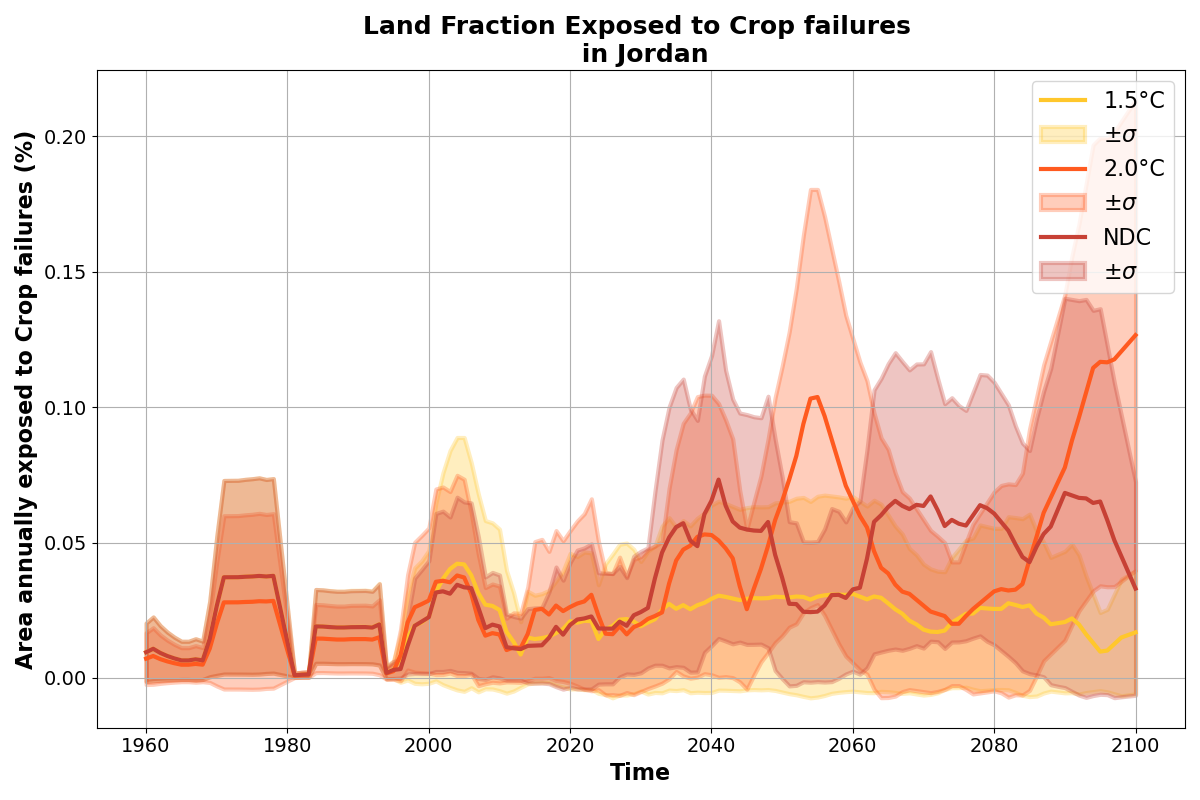 Land Fraction Exposed to Crop failures
in Jordan
Area annually exposed to Crop failures (%)
0.20
0.15
0.10
0.05
0.00
1.5°C
±σ
2.0°C
±σ
NDC
±σ
1960
1980
2000
2020
2040
2060
2080
2100
Time